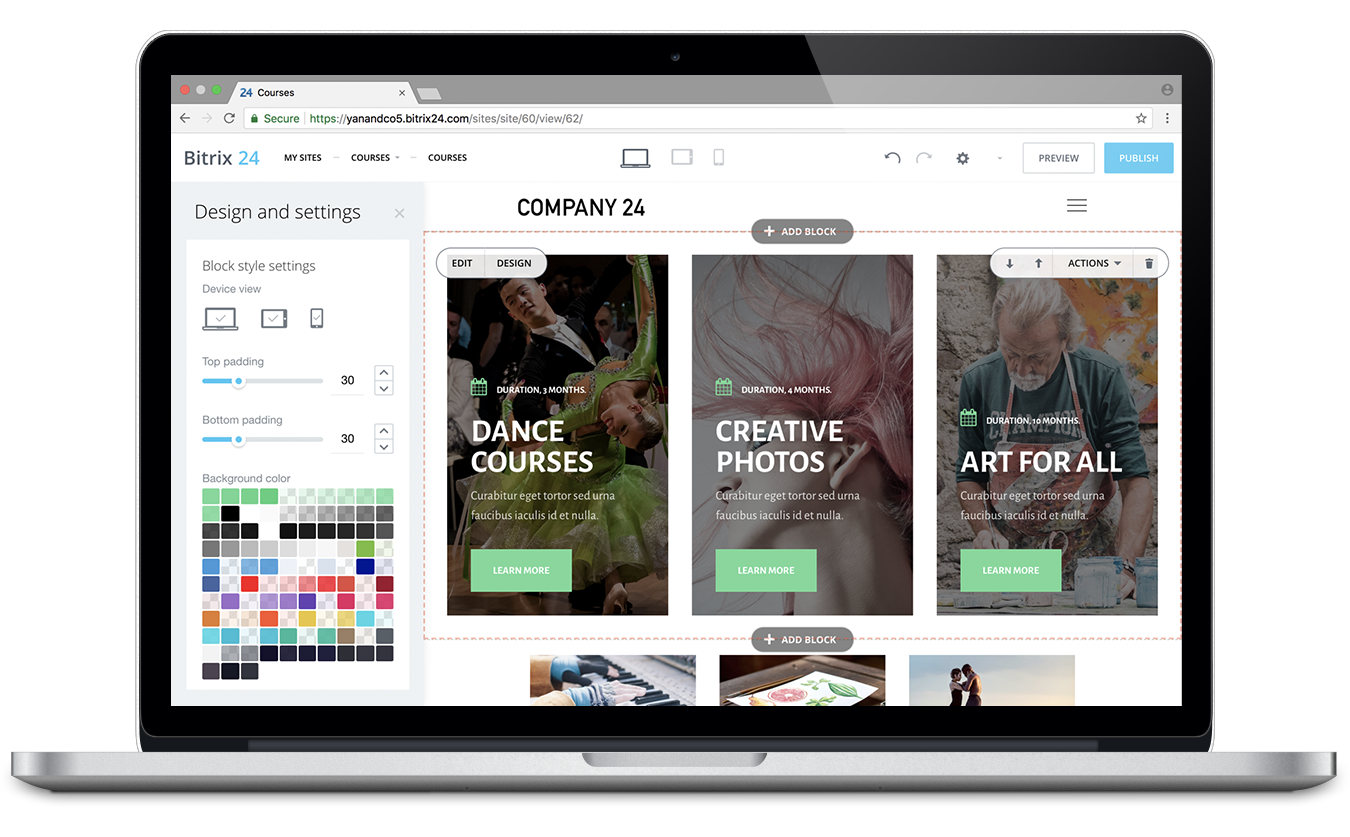 24 Courses
Secure https://yanandco5.bitrix24.com/sites/site/60/view/62/
Bitrix 24 MY SITES COURSES COURSES PREVIEW PUBLISH
Design and settings
COMPANY 24
+ ADD BLOCK
Block style settings
Device view
Top padding
30
Bottom padding
30
Background color
EDIT DESIGN
ACTIONS
DURATION, 3 MONTHS.
DANCE
COURSES
Curabitur eget tortor sed urna
faucibus iaculis id et nulla.
LEARN MORE
DURATION, 4 MONTHS.
CREATIVE
PHOTOS
Curabitur eget tortor sed urna
faucibus iaculis id et nulla.
LEARN MORE
CHAMPION
DURATION, 10 MONTHS.
ART FOR ALL
Curabitur eget tortor sed urna
faucibus iaculis id et nulla.
LEARN MORE
+ ADD BLOCK